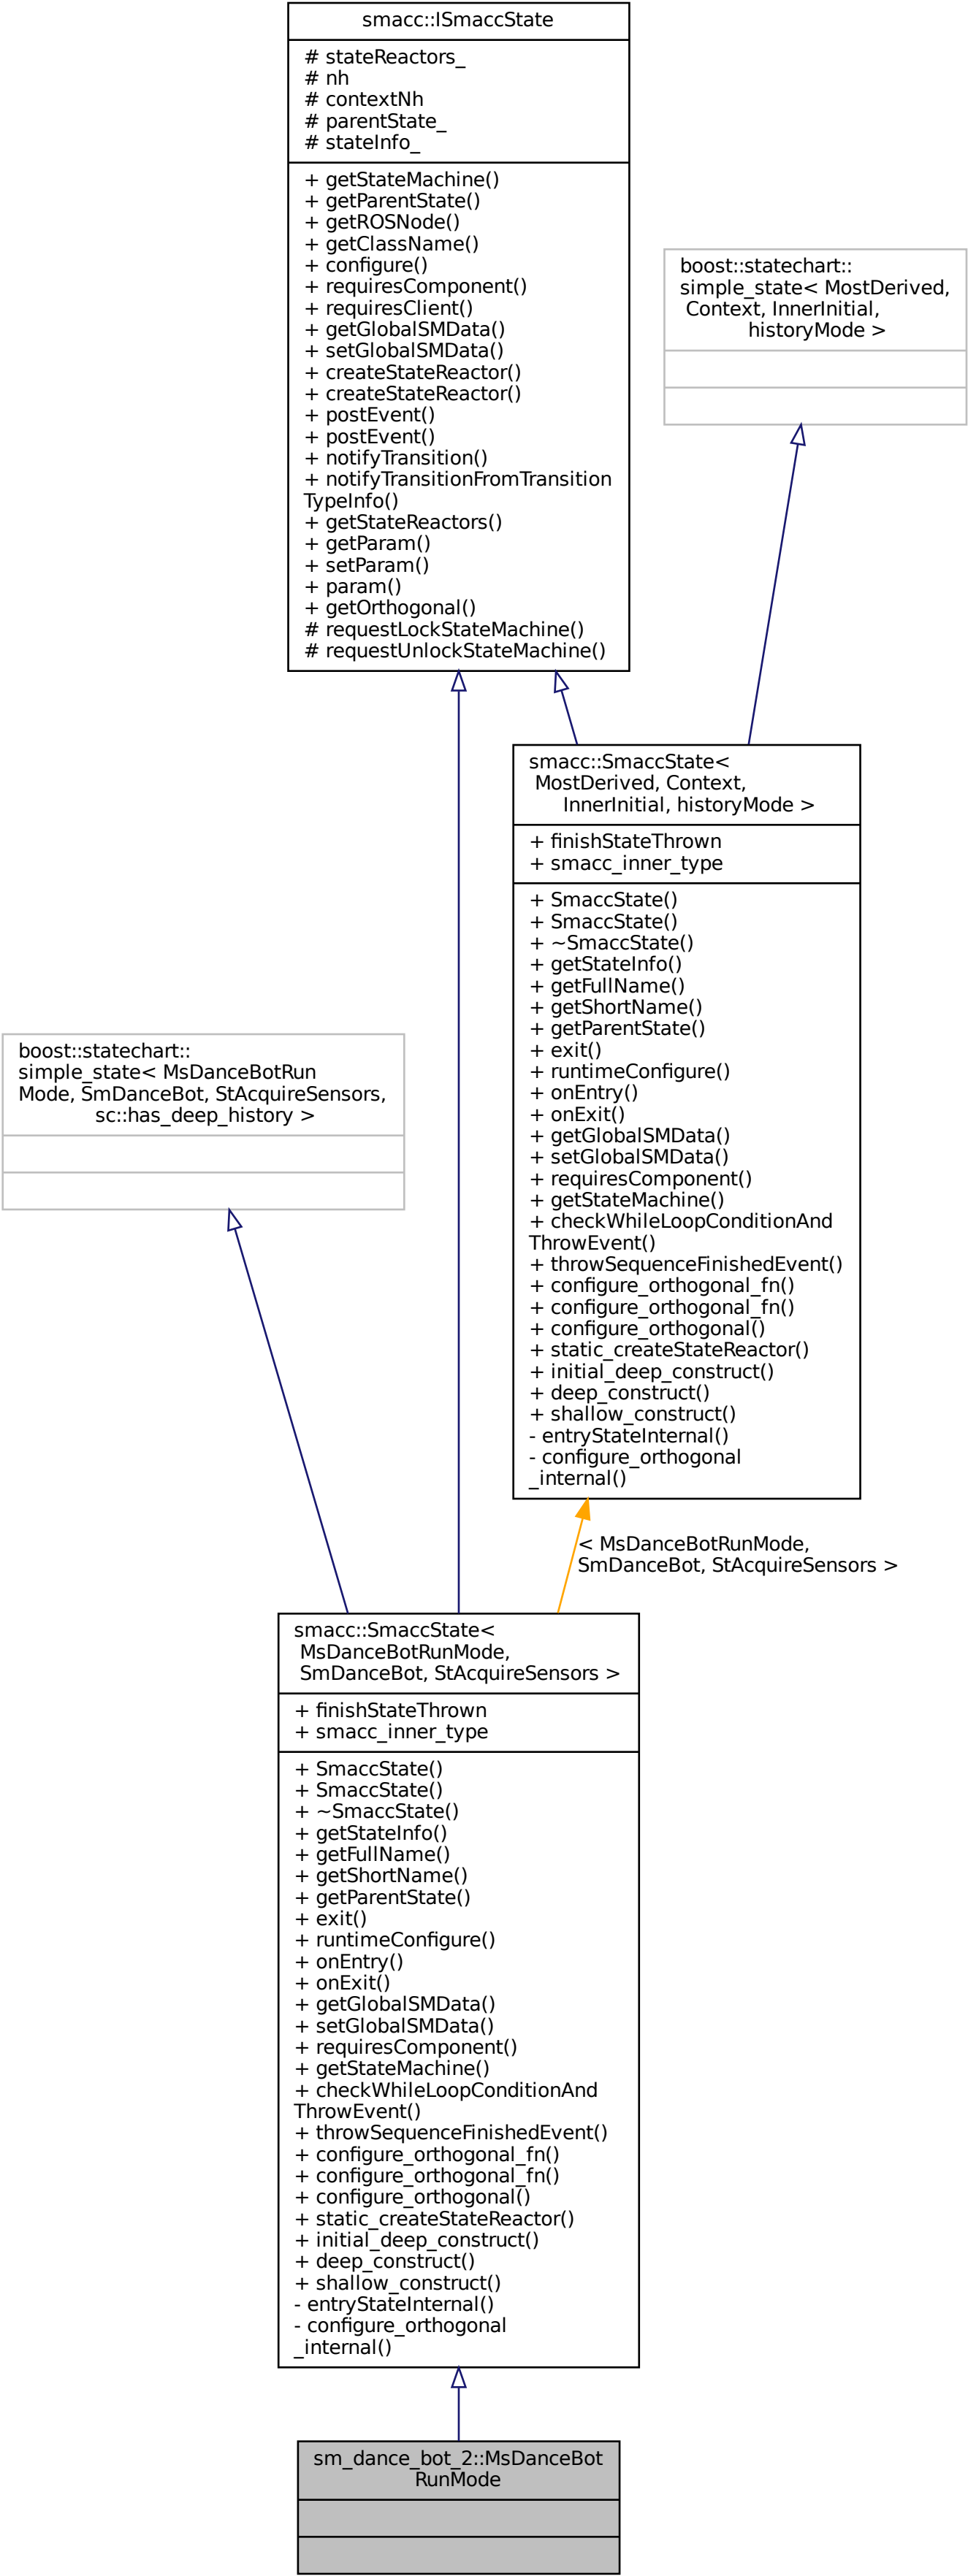 smacc::ISmaccState
# stateReactors_
# nh
# contextNh
# parentState_
# stateInfo_
+ getStateMachine()
+ getParentState()
+ getROSNode()
+ getClassName()
+ configure()
+ requiresComponent()
+ requiresClient()
+ getGlobalSMData()
+ setGlobalSMData()
+ createStateReactor()
+ createStateReactor()
+ postEvent()
+ postEvent()
+ notifyTransition()
+ notifyTransitionFromTransition
TypeInfo()
+ getStateReactors()
+ getParam()
+ setParam()
+ param()
+ getOrthogonal()
# requestLockStateMachine()
# requestUnlockStateMachine()
boost::statechart::
simple_state< MostDerived,
Context, InnerInitial,
historyMode >
smacc::SmaccState<
MostDerived, Context,
InnerInitial, historyMode >
+ finishStateThrown
+ smacc_inner_type
+ SmaccState()
+ SmaccState()
+ ~SmaccState()
+ getStateInfo()
+ getFullName()
+ getShortName()
+ getParentState()
+ exit()
+ runtimeConfigure()
+ onEntry()
+ onExit()
+ getGlobalSMData()
+ setGlobalSMData()
+ requiresComponent()
+ getStateMachine()
+ checkWhileLoopConditionAnd
ThrowEvent()
+ throwSequenceFinishedEvent()
+ configure_orthogonal_fn()
+ configure_orthogonal_fn()
+ configure_orthogonal()
+ static_createStateReactor()
+ initial_deep_construct()
+ deep_construct()
+ shallow_construct()
- entryStateInternal()
- configure_orthogonal
_internal()
boost::statechart::
simple_state< MsDanceBotRun
Mode, SmDanceBot, StAcquireSensors,
sc::has_deep_history >
< MsDanceBotRunMode,
SmDanceBot, StAcquireSensors >
smacc::SmaccState<
MsDanceBotRunMode,
SmDanceBot, StAcquireSensors >
+ finishStateThrown
+ smacc_inner_type
+ SmaccState()
+ SmaccState()
+ ~SmaccState()
+ getStateInfo()
+ getFullName()
+ getShortName()
+ getParentState()
+ exit()
+ runtimeConfigure()
+ onEntry()
+ onExit()
+ getGlobalSMData()
+ setGlobalSMData()
+ requiresComponent()
+ getStateMachine()
+ checkWhileLoopConditionAnd
ThrowEvent()
+ throwSequenceFinishedEvent()
+ configure_orthogonal_fn()
+ configure_orthogonal_fn()
+ configure_orthogonal()
+ static_createStateReactor()
+ initial_deep_construct()
+ deep_construct()
+ shallow_construct()
- entryStateInternal()
- configure_orthogonal
_internal()
sm_dance_bot_2::MsDanceBot
RunMode